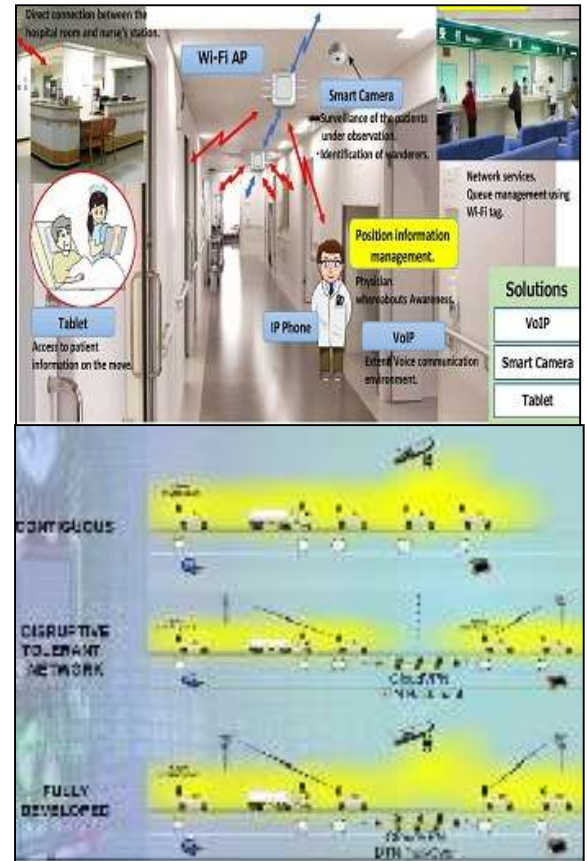 Direct connection between the
hospital room and nurse's station.
Wi-Fi AP
Smart Camera
Surveillance of the patients
under observation.
・Identification of wanderers.
Network services.
Queue management using
Wi-Fi tag.
Position information
management.
Physician
whereabouts Awareness.
Tablet
Access to patient
information on the move.
IP Phone
VoIP
Extend Voice communication
environment.
Solutions
VoIP
Smart Camera
Tablet
CONTIGUOUS
DISRUPTIVE
TOLERANT
NETWORK
FULLY
DEVELOPED